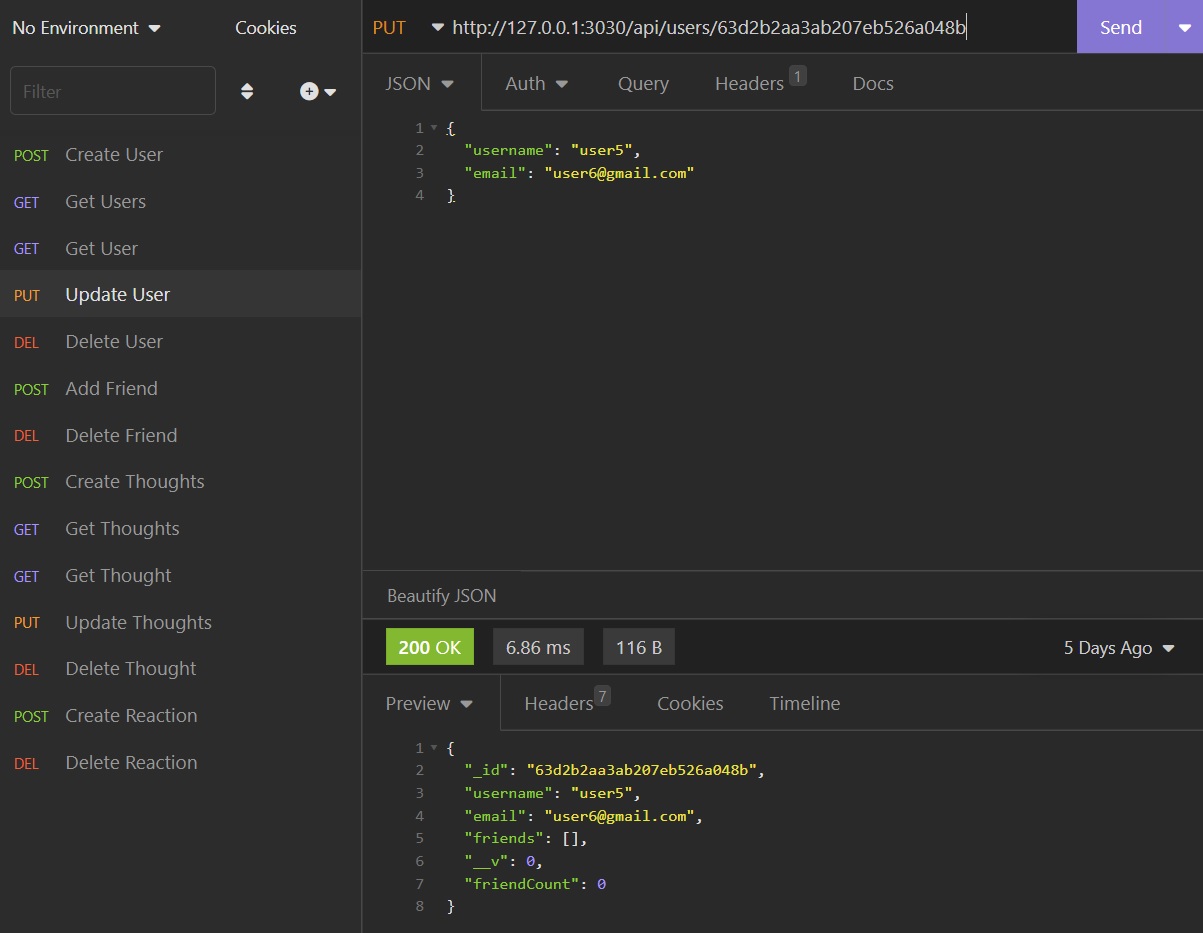 No Environment Cookies
PUT http://127.0.0.1:3030/api/users/63d2b2aa3ab207eb526a048b Send
Filter
JSON Auth Query Headers 1 Docs
POST Create User
GET Get Users
GET Get User
PUT Update User
DEL Delete User
POST Add Friend
DEL Delete Friend
POST Create Thoughts
GET Get Thoughts
GET Get Thought
PUT Update Thoughts
DEL Delete Thought
POST Create Reaction
DEL Delete Reaction
1 {
2 "username": "user5",
3 "email": "user6@gmail.com"
4 }
Beautify JSON
200 OK 6.86 ms 116 B 5 Days Ago
Preview Headers 7 Cookies Timeline
1 {
2 "_id": "63d2b2aa3ab207eb526a048b",
3 "username": "user5",
4 "email": "user6@gmail.com",
5 "friends": [],
6 "__v": 0,
7 "friendCount": 0
8 }